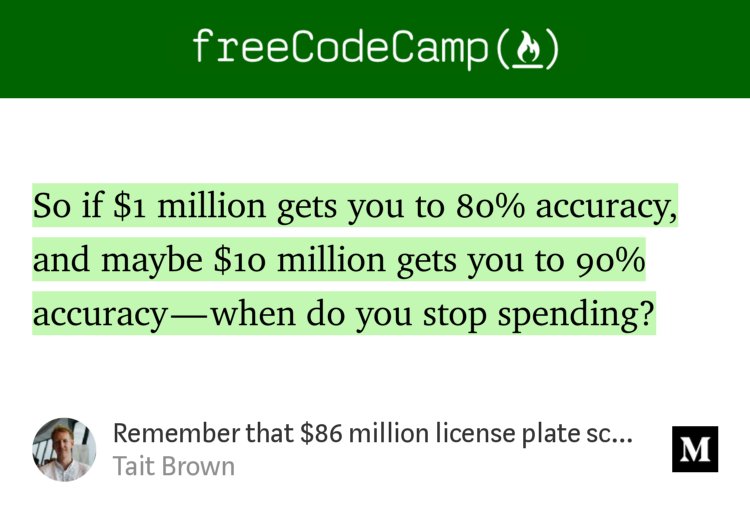 freeCodeCamp(🔥)
So if $1 million gets you to 80% accuracy,
and maybe $10 million gets you to 90%
accuracy—when do you stop spending?
Remember that $86 million license plate sc...
Tait Brown
M